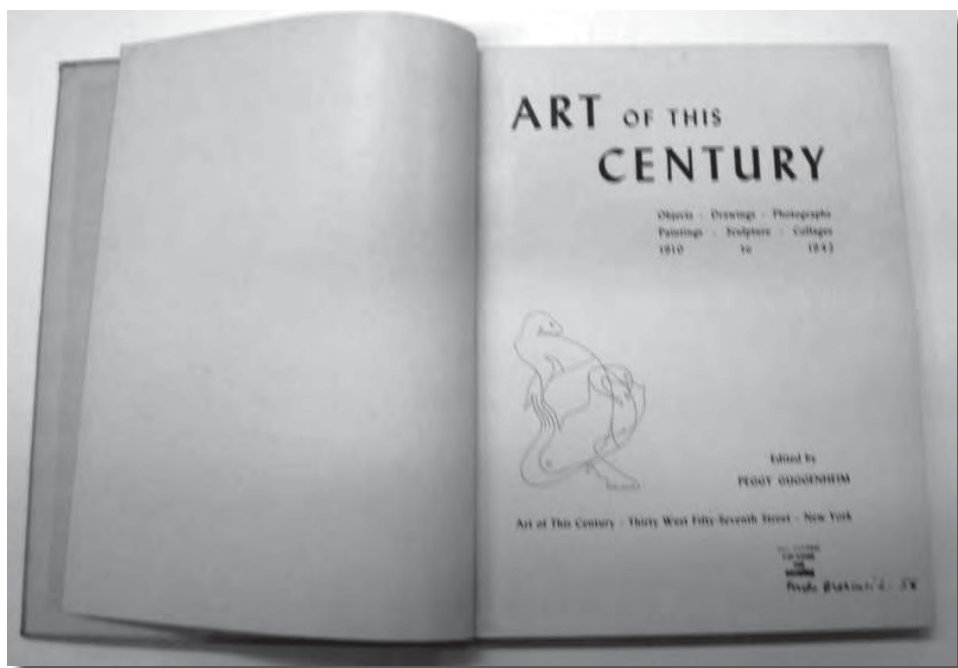 ART OF THIS
CENTURY
Objects · Drawings · Photographs
Paintings · Sculpture · Collages
1910 to 1942
Edited by
PEGGY GUGGENHEIM
Art of This Century · Thirty West Fifty-Seventh Street · New York